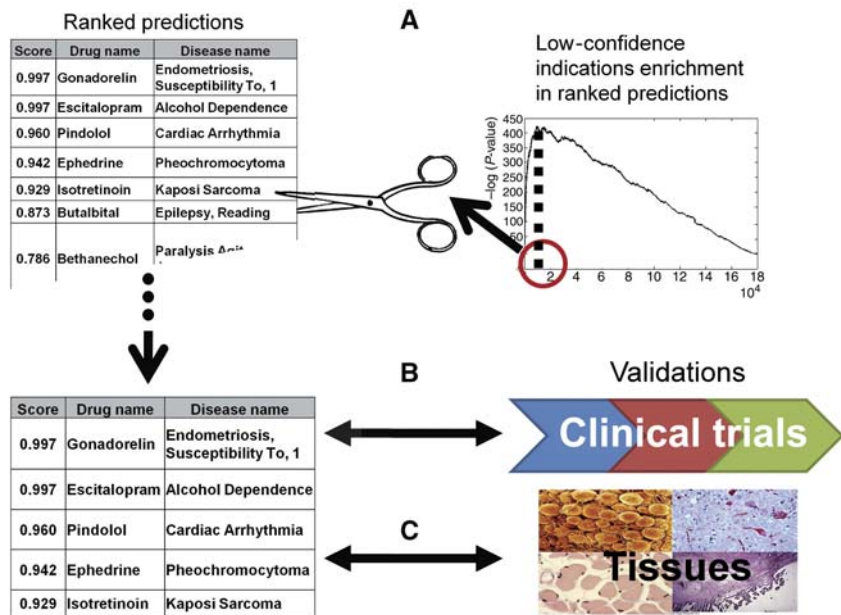 A
Ranked predictions
Score Drug name Disease name
0.997 Gonadorelin Endometriosis,
Susceptibility To, 1
0.997 Escitalopram Alcohol Dependence
0.960 Pindolol Cardiac Arrhythmia
0.942 Ephedrine Pheochromocytoma
0.929 Isotretinoin Kaposi Sarcoma
0.873 Butalbital Epilepsy, Reading
0.786 Bethanechol Paralysis
Low-confidence
indications enrichment
in ranked predictions
–log (P-value)
450
400
350
300
250
200
150
2 4 6 8 10 12 14 16 18
10⁴
B
Validations
Clinical trials
Score Drug name Disease name
0.997 Gonadorelin Endometriosis,
Susceptibility To, 1
0.997 Escitalopram Alcohol Dependence
0.960 Pindolol Cardiac Arrhythmia
0.942 Ephedrine Pheochromocytoma
0.929 Isotretinoin Kaposi Sarcoma
C
Tissues